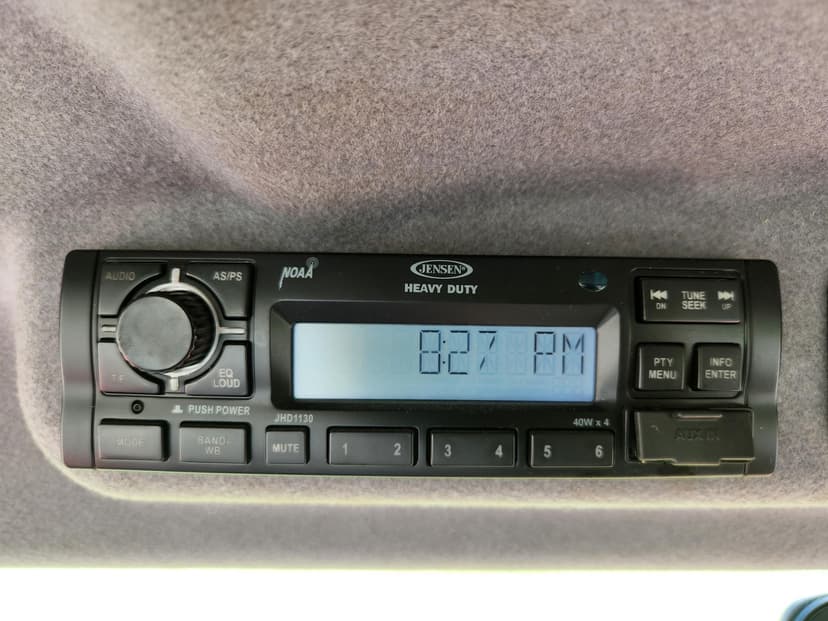 AUDIO
AS/PS
NOAA
JENSEN®
HEAVY DUTY
DN
TUNE
SEEK
UP
8:27 PM
PTY
MENU
INFO
ENTER
T.F.
EQ
LOUD
PUSH POWER
JHD1130
40W x 4
MODE
BAND-
WB
MUTE
1 2
3 4
5 6
AUX IN